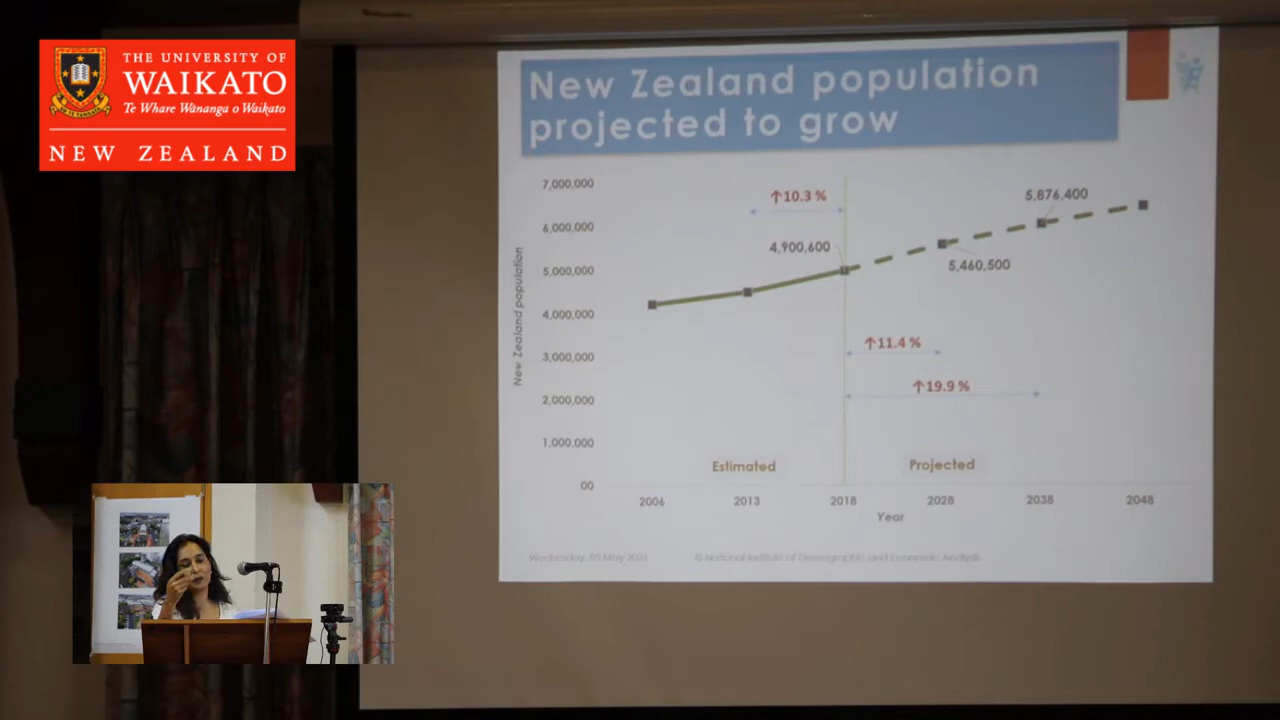 THE UNIVERSITY OF
WAIKATO
Te Whare Wānanga o Waikato
NEW ZEALAND
New Zealand population
projected to grow
7,000,000
6,000,000
5,000,000
4,000,000
3,000,000
2,000,000
1,000,000
00
New Zealand population
↑10.3 %
4,900,600
5,876,400
5,460,500
↑11.4 %
↑19.9 %
Estimated
Projected
2006 2013 2018 2028 2038 2048
Year
Wednesday, 05 May 2021
© National Institute of Demographic and Economic Analysis